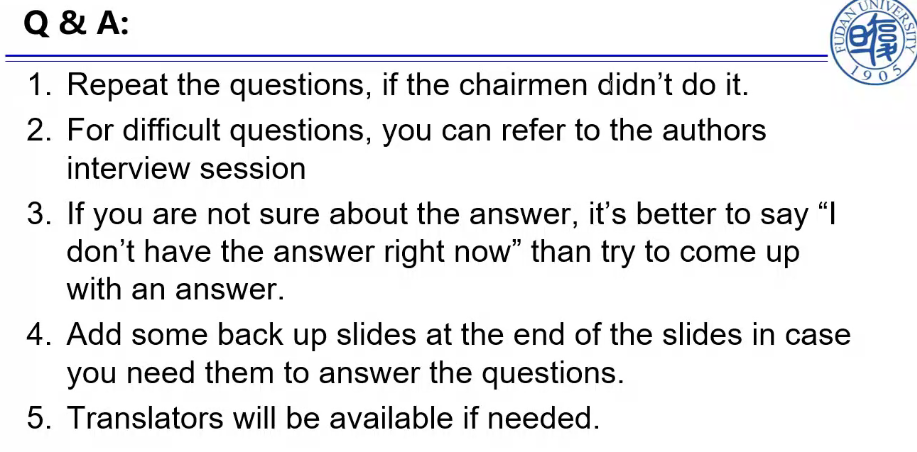 Q & A:
FUDAN UNIVERSITY
1905
1. Repeat the questions, if the chairmen didn’t do it.
2. For difficult questions, you can refer to the authors
interview session
3. If you are not sure about the answer, it’s better to say “I
don’t have the answer right now” than try to come up
with an answer.
4. Add some back up slides at the end of the slides in case
you need them to answer the questions.
5. Translators will be available if needed.